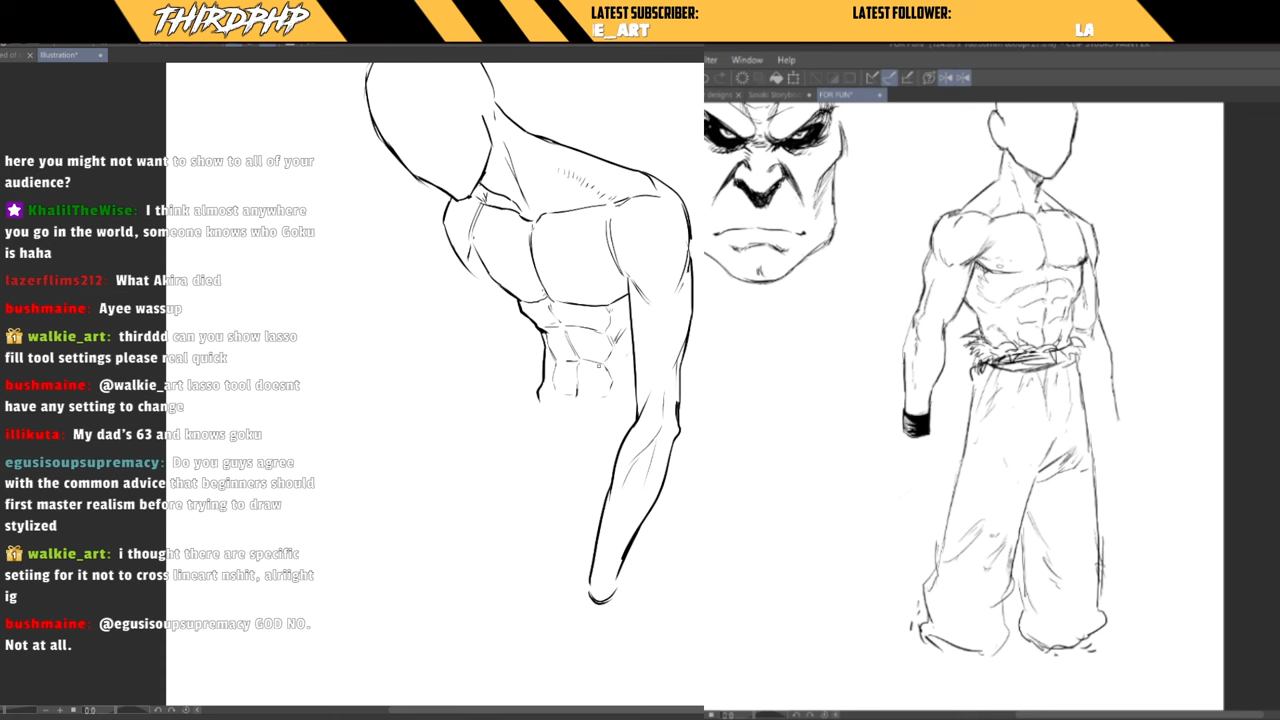 THIRDPHP
LATEST SUBSCRIBER:
E_ART
LATEST FOLLOWER:
LA
Illustration*
Window Help
FOR FUN*
here you might not want to show to all of your
audience?
KhalilTheWise: I think almost anywhere
you go in the world, someone knows who Goku
is haha
lazerflims212: What Akira died
bushmaine: Ayee wassup
walkie_art: thirddd can you show lasso
fill tool settings please real quick
bushmaine: @walkie_art lasso tool doesnt
have any setting to change
illikuta: My dad's 63 and knows goku
egusisoupsupremacy: Do you guys agree
with the common advice that beginners should
first master realism before trying to draw
stylized
walkie_art: i thought there are specific
setiing for it not to cross lineart nshit, alriight
ig
bushmaine: @egusisoupsupremacy GOD NO.
Not at all.